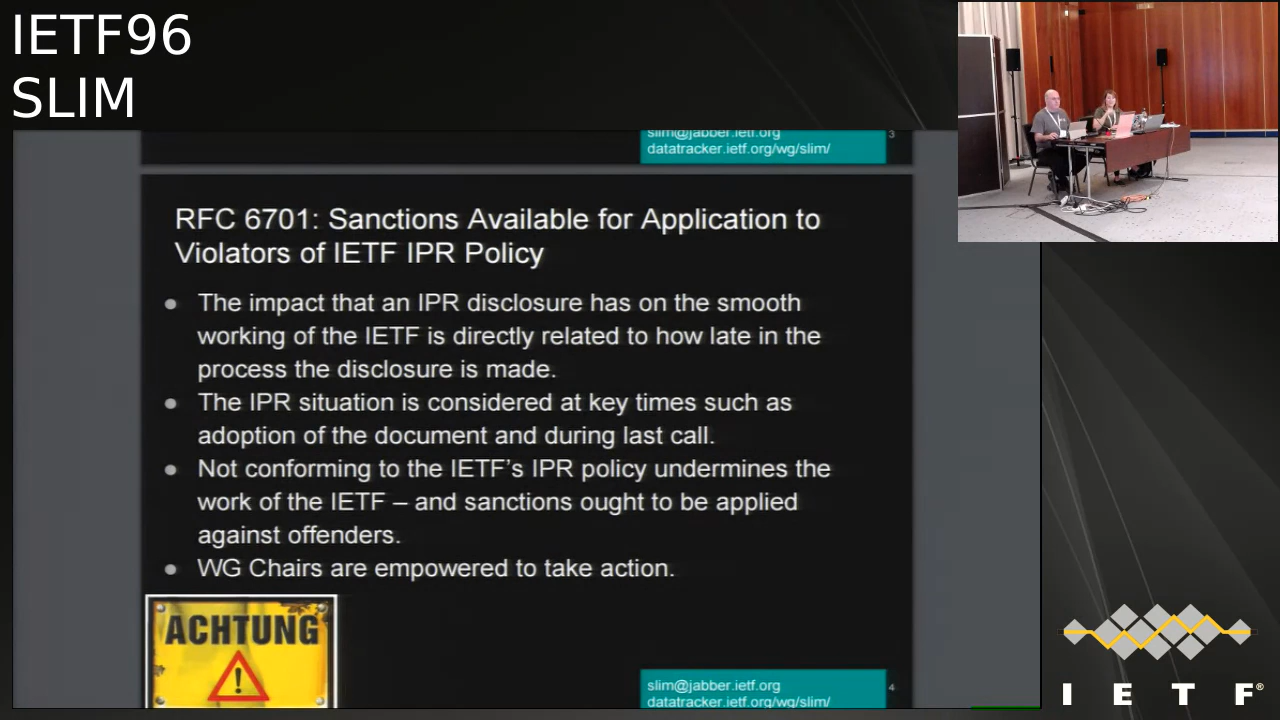 IETF96
SLIM
slim@jabber.ietf.org
datatracker.ietf.org/wg/slim/
3
RFC 6701: Sanctions Available for Application to
Violators of IETF IPR Policy
● The impact that an IPR disclosure has on the smooth
working of the IETF is directly related to how late in the
process the disclosure is made.
● The IPR situation is considered at key times such as
adoption of the document and during last call.
● Not conforming to the IETF’s IPR policy undermines the
work of the IETF – and sanctions ought to be applied
against offenders.
● WG Chairs are empowered to take action.
ACHTUNG
!
slim@jabber.ietf.org
datatracker.ietf.org/wg/slim/
4
I E T F®